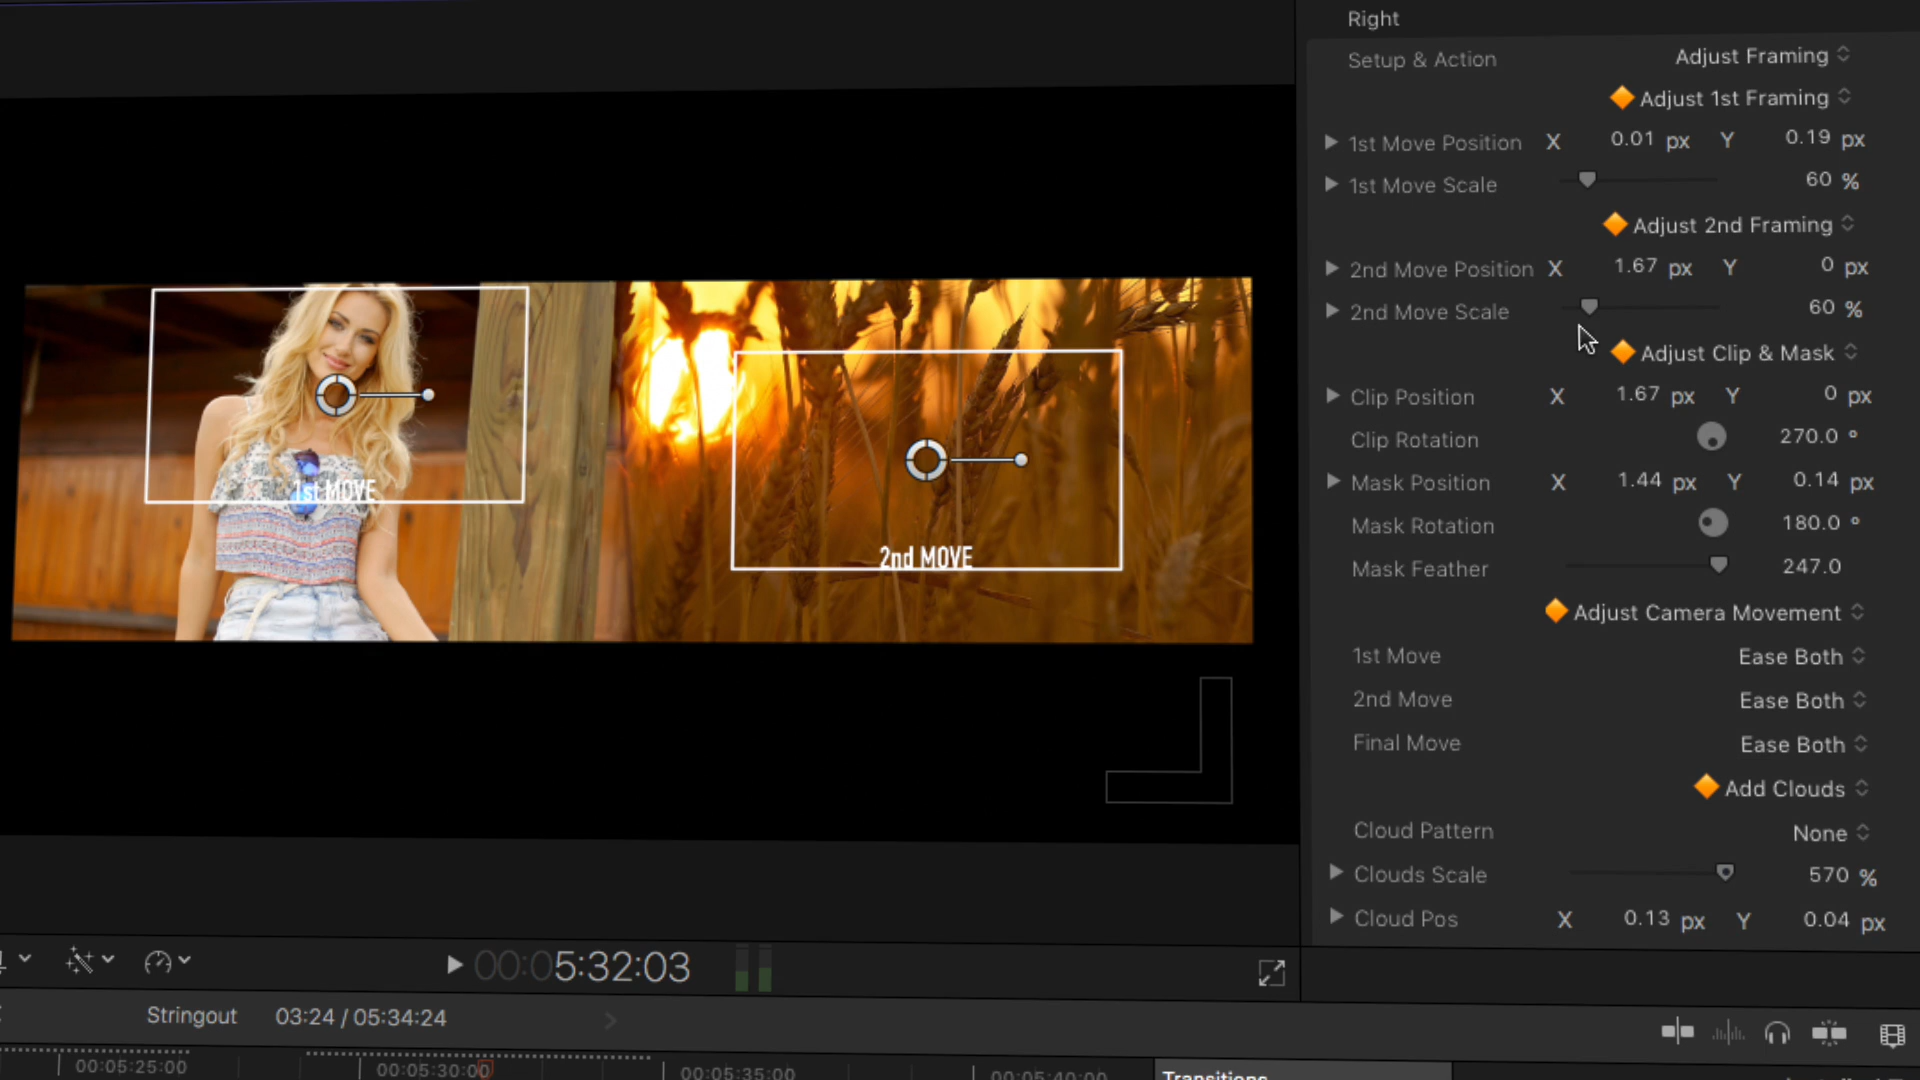 Right
Setup & Action Adjust Framing
Adjust 1st Framing
1st Move Position X 0.01 px Y 0.19 px
1st Move Scale 60 %
Adjust 2nd Framing
2nd Move Position X 1.67 px Y 0 px
2nd Move Scale 60 %
Adjust Clip & Mask
Clip Position X 1.67 px Y 0 px
Clip Rotation 270.0 °
Mask Position X 1.44 px Y 0.14 px
Mask Rotation 180.0 °
Mask Feather 247.0
Adjust Camera Movement
1st Move Ease Both
2nd Move Ease Both
Final Move Ease Both
Add Clouds
Cloud Pattern None
Clouds Scale 570 %
Cloud Pos X 0.13 px Y 0.04 px
1st MOVE
2nd MOVE
00:05:32:03
Stringout 03:24 / 05:34:24
00:05:25:00 00:05:30:00 00:05:35:00 00:05:40:00
Transitions